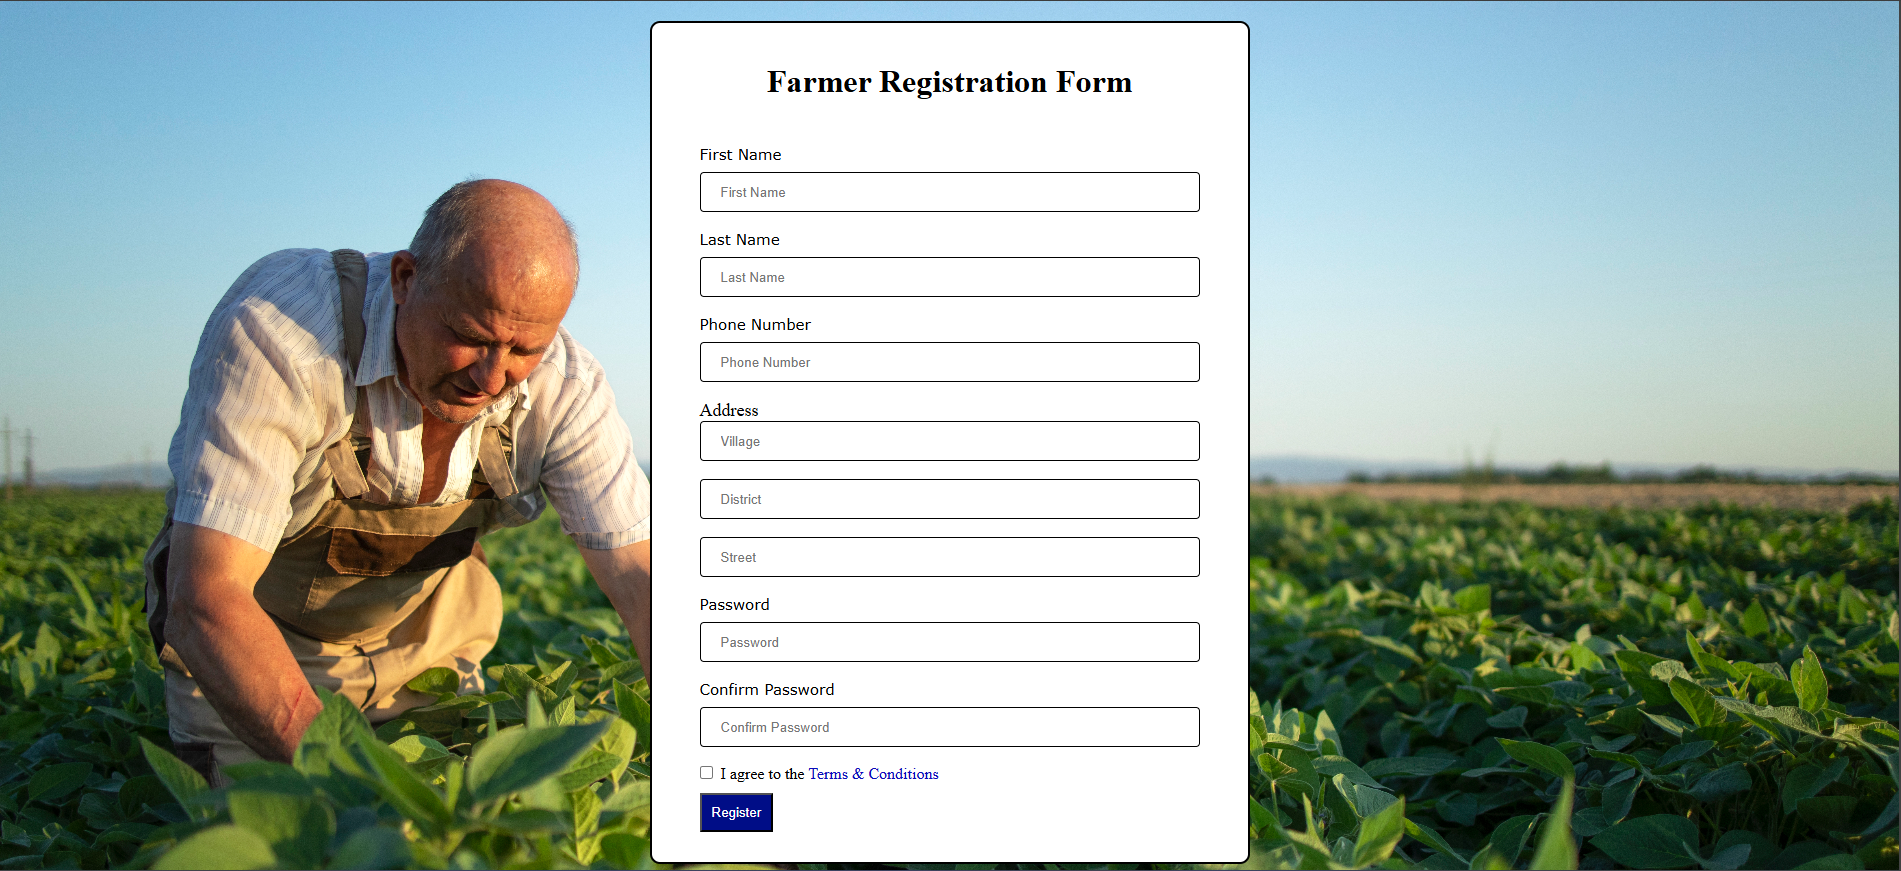 Farmer Registration Form
First Name
First Name
Last Name
Last Name
Phone Number
Phone Number
Address
Village
District
Street
Password
Password
Confirm Password
Confirm Password
I agree to the Terms & Conditions
Register